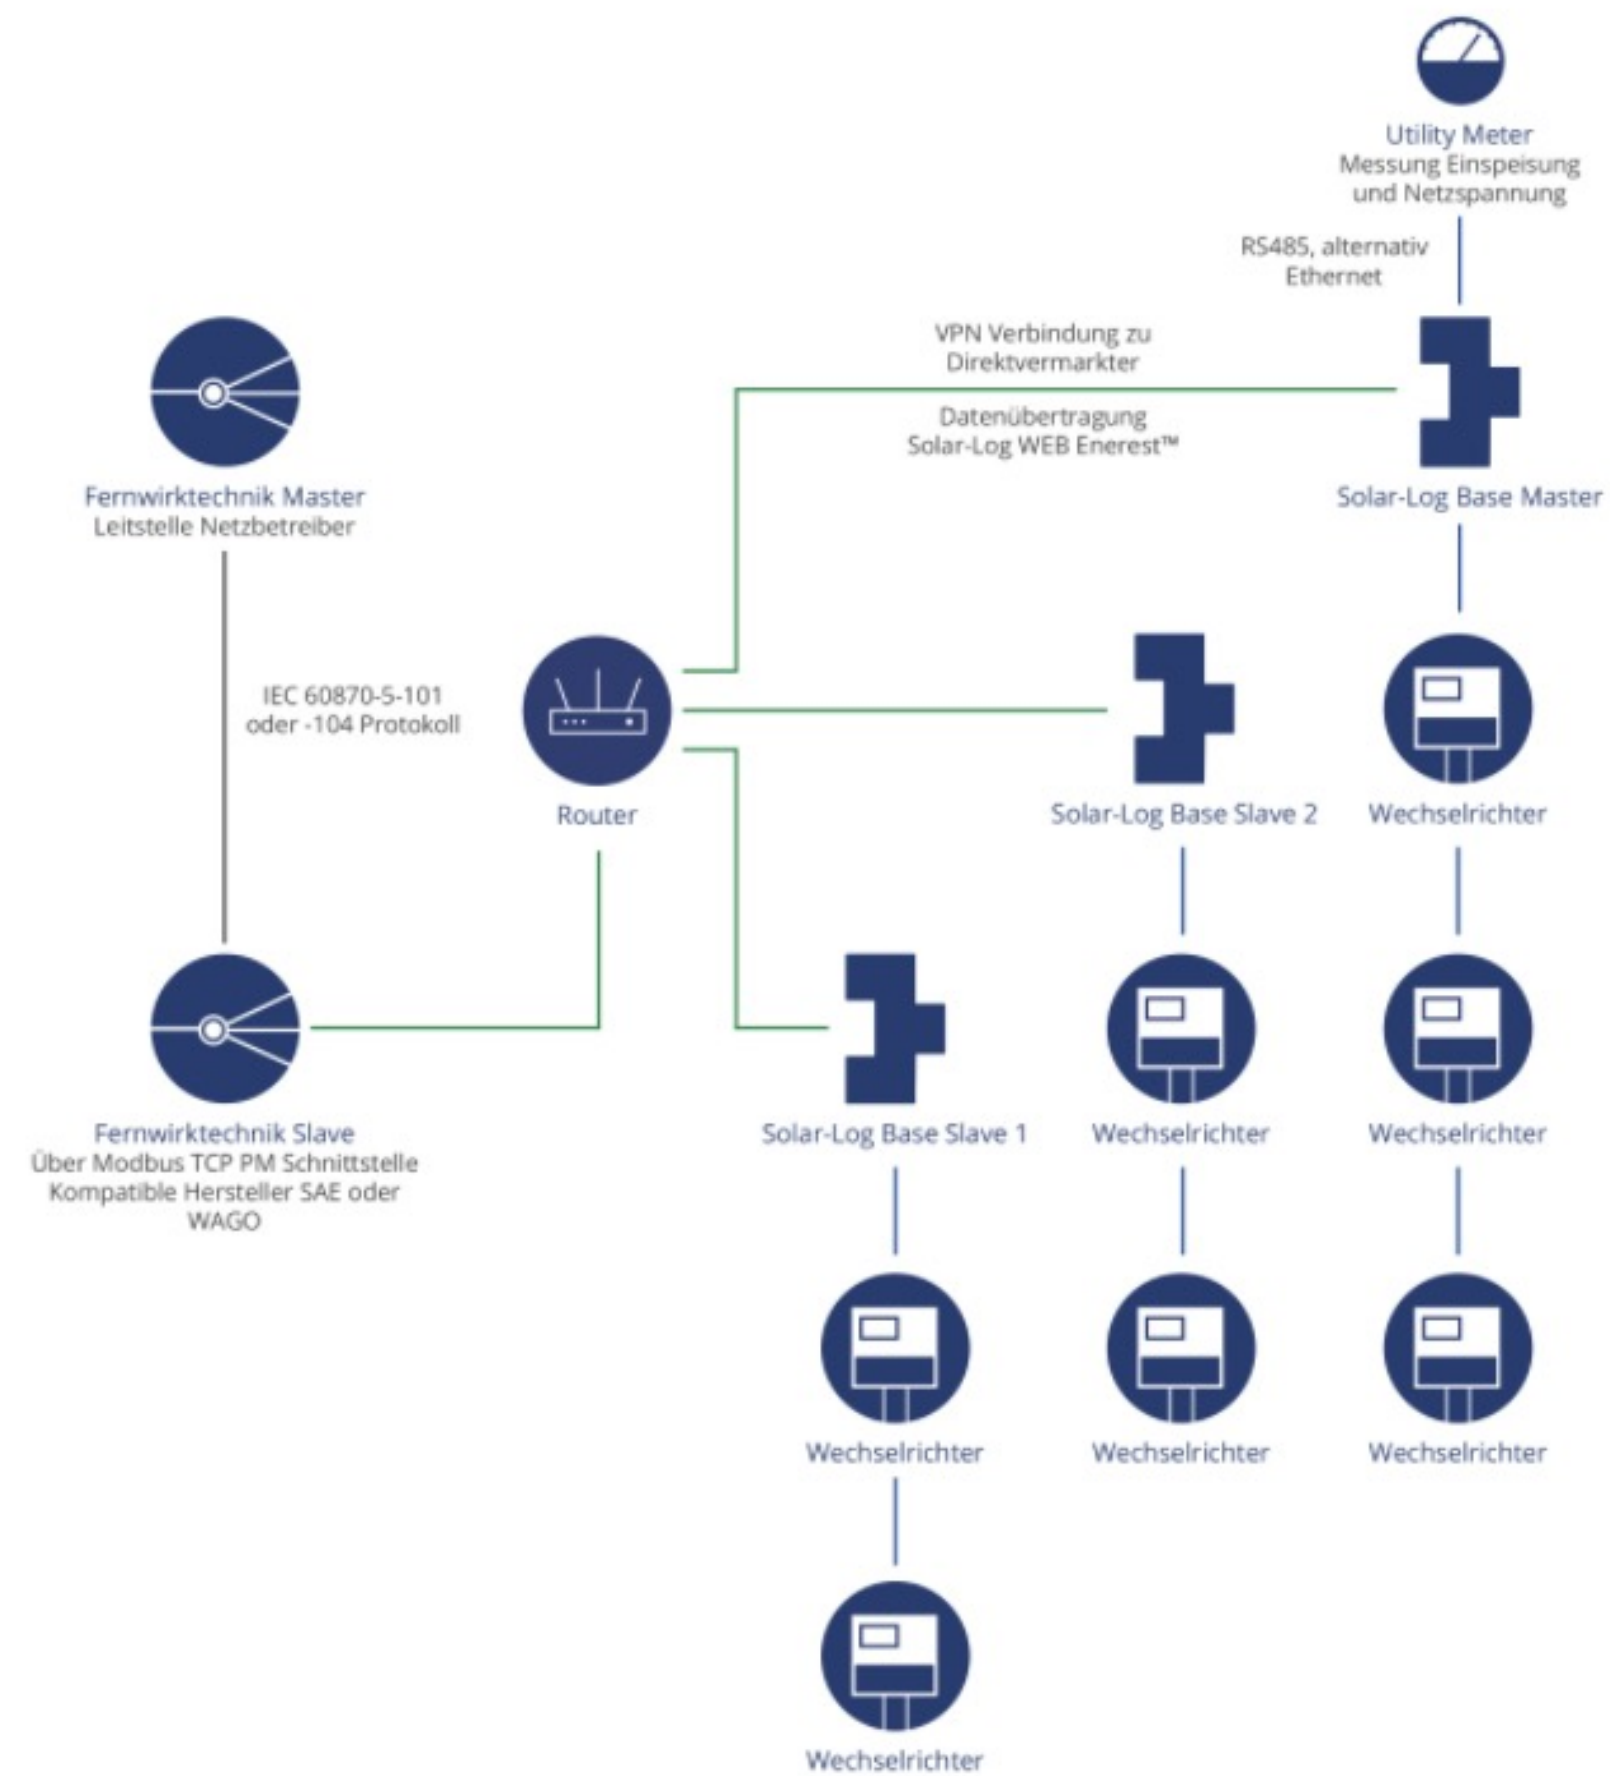 Utility Meter
Messung Einspeisung
und Netzspannung
RS485, alternativ
Ethernet
VPN Verbindung zu
Direktvermarkter
Datenübertragung
Solar-Log WEB Enerest™
Solar-Log Base Master
Fernwirktechnik Master
Leitstelle Netzbetreiber
IEC 60870-5-101
oder -104 Protokoll
Router
Solar-Log Base Slave 2
Wechselrichter
Fernwirktechnik Slave
Über Modbus TCP PM Schnittstelle
Kompatible Hersteller SAE oder
WAGO
Solar-Log Base Slave 1
Wechselrichter
Wechselrichter
Wechselrichter
Wechselrichter
Wechselrichter
Wechselrichter